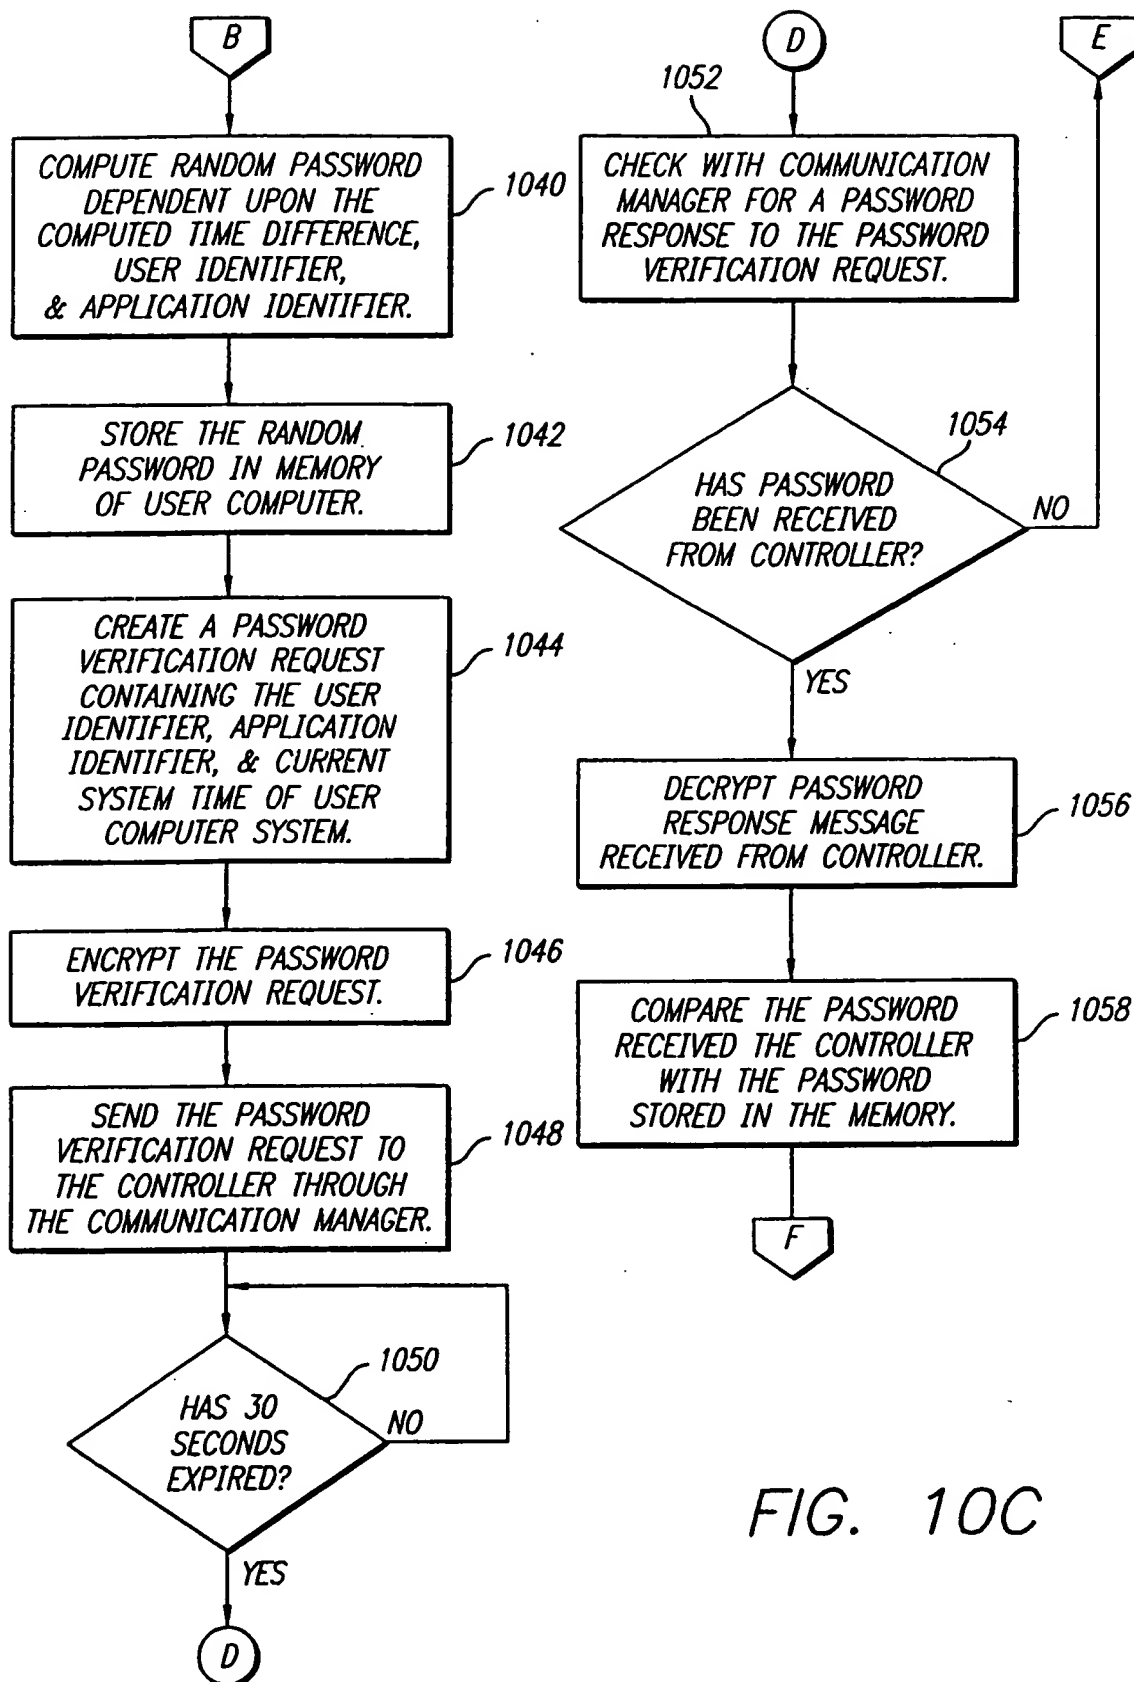 B
COMPUTE RANDOM PASSWORD
DEPENDENT UPON THE
COMPUTED TIME DIFFERENCE,
USER IDENTIFIER,
& APPLICATION IDENTIFIER.
1040
STORE THE RANDOM
PASSWORD IN MEMORY
OF USER COMPUTER.
1042
CREATE A PASSWORD
VERIFICATION REQUEST
CONTAINING THE USER
IDENTIFIER, APPLICATION
IDENTIFIER, & CURRENT
SYSTEM TIME OF USER
COMPUTER SYSTEM.
1044
ENCRYPT THE PASSWORD
VERIFICATION REQUEST.
1046
SEND THE PASSWORD
VERIFICATION REQUEST TO
THE CONTROLLER THROUGH
THE COMMUNICATION MANAGER.
1048
HAS 30
SECONDS
EXPIRED?
1050
NO
YES
D
D
E
1052
CHECK WITH COMMUNICATION
MANAGER FOR A PASSWORD
RESPONSE TO THE PASSWORD
VERIFICATION REQUEST.
1054
HAS PASSWORD
BEEN RECEIVED
FROM CONTROLLER?
NO
YES
DECRYPT PASSWORD
RESPONSE MESSAGE
RECEIVED FROM CONTROLLER.
1056
COMPARE THE PASSWORD
RECEIVED THE CONTROLLER
WITH THE PASSWORD
STORED IN THE MEMORY.
1058
F
FIG. 10C